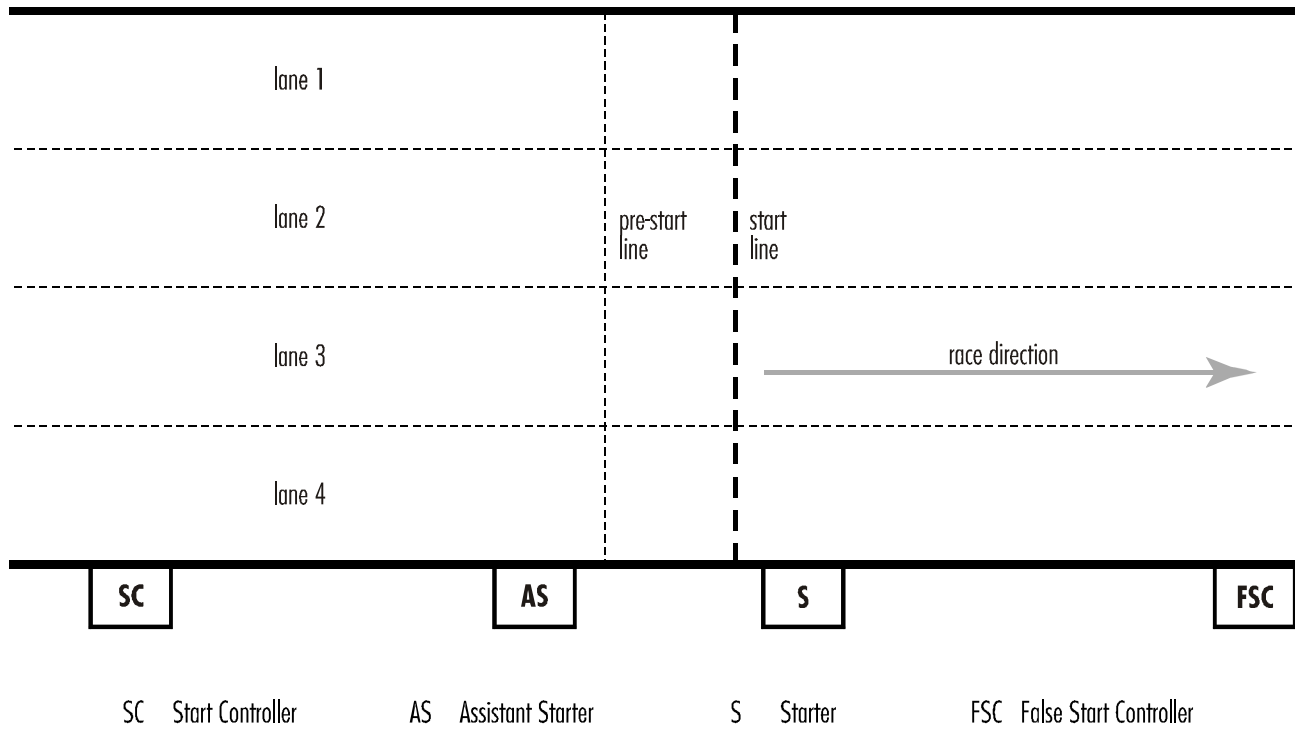 lane 1
lane 2
pre-start
line
start
line
lane 3
race direction
lane 4
SC
AS
S
FSC
SC Start Controller
AS Assistant Starter
S Starter
FSC False Start Controller